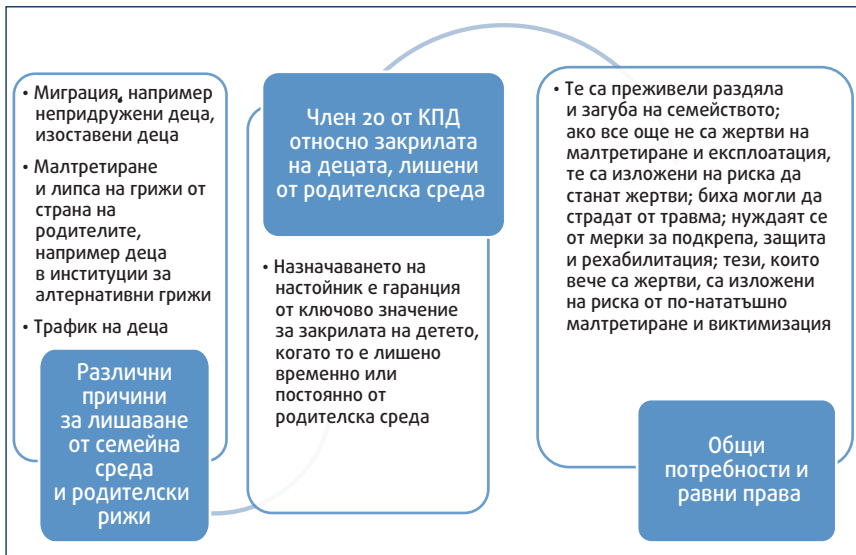 • Миграция, например
непридружени деца,
изоставени деца
• Малтретиране
и липса на грижи от
страна на
родителите,
например деца
в институции за
алтернативни грижи
• Трафик на деца
Различни
причини
за лишаване
от семейна
среда
и родителски
рижи
Член 20 от КПД
относно закрилата
на децата, лишени
от родителска среда
• Назначаването на
настойник е гаранция
от ключово значение
за закрилата на детето,
когато то е лишено
временно или
постоянно от
родителска среда
• Те са преживели раздяла
и загуба на семейството;
ако все още не са жертви на
малтретиране и експлоатация,
те са изложени на риска да
станат жертви; биха могли да
страдат от травма; нуждаят се
от мерки за подкрепа, защита
и рехабилитация; тези, които
вече са жертви, са изложени
на риска от по-нататъшно
малтретиране и виктимизация
Общи
потребности и
равни права